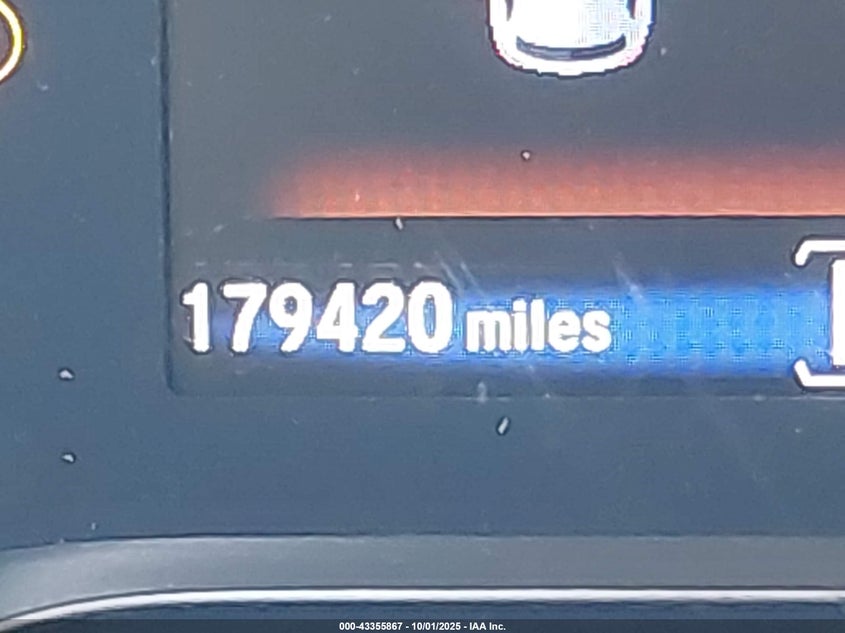 179420 miles
000-43355867 - 10/01/2025 - IAA Inc.